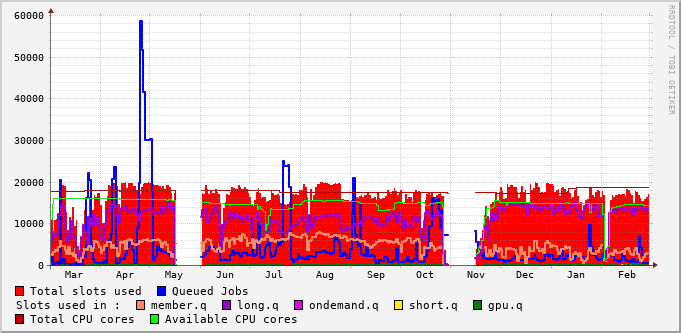 60000
50000
40000
30000
20000
10000
0
Mar Apr May Jun Jul Aug Sep Oct Nov Dec Jan Feb
RRDTOOL / TOBI OETIKER
Total slots used Queued Jobs
Slots used in : member.q long.q ondemand.q short.q gpu.q
Total CPU cores Available CPU cores